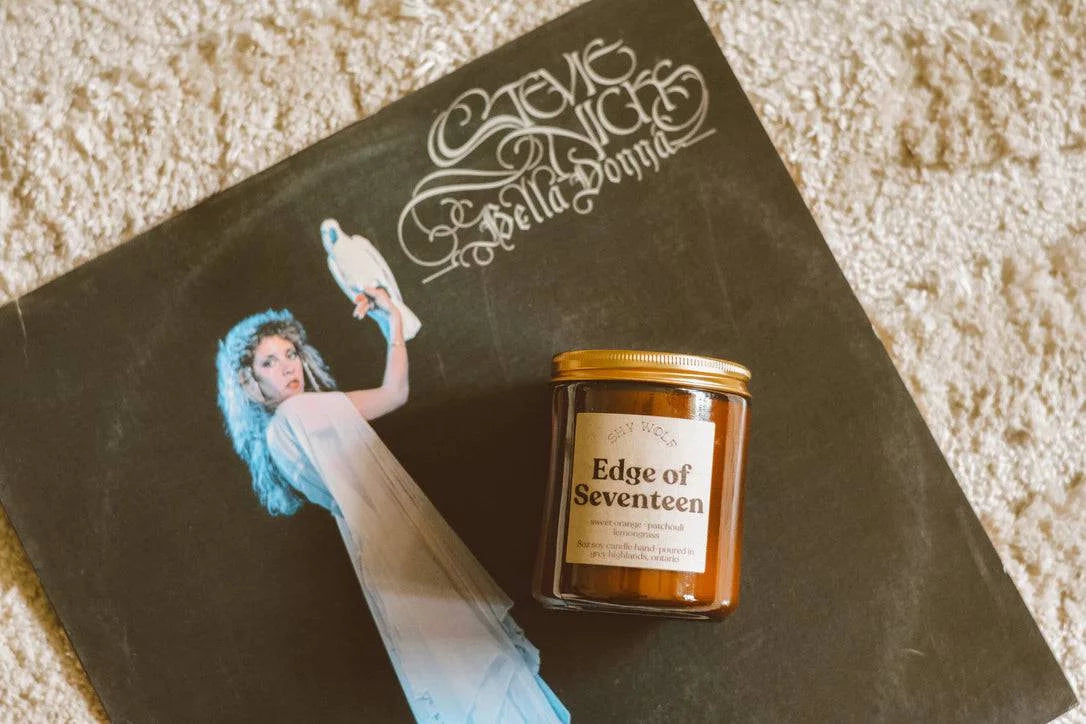 STEVIE
NICKS
Bella Donna
SHY WOLF
Edge of
Seventeen
sweet orange · patchouli
lemongrass
8oz soy candle hand-poured in
grey highlands, ontario